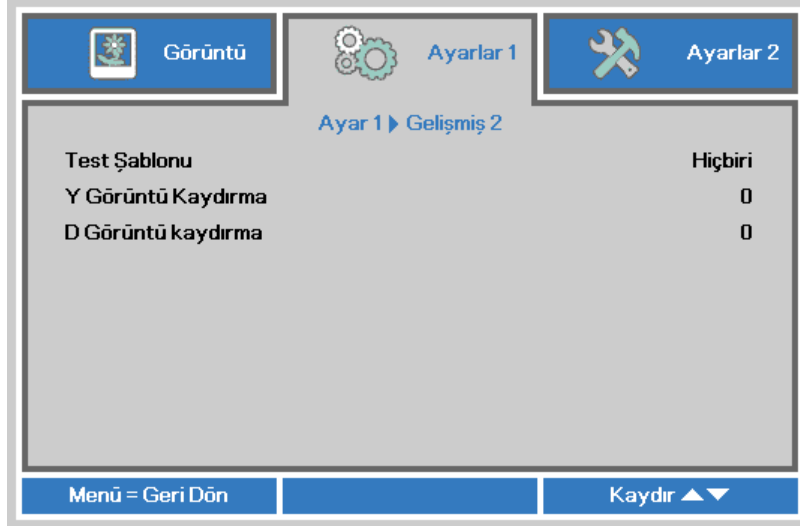 Görüntü
Ayarlar 1
Ayarlar 2
Ayar 1 Gelişmiş 2
Test Şablonu Hiçbiri
Y Görüntü Kaydırma 0
D Görüntü kaydırma 0
Menü = Geri Dön
Kaydır